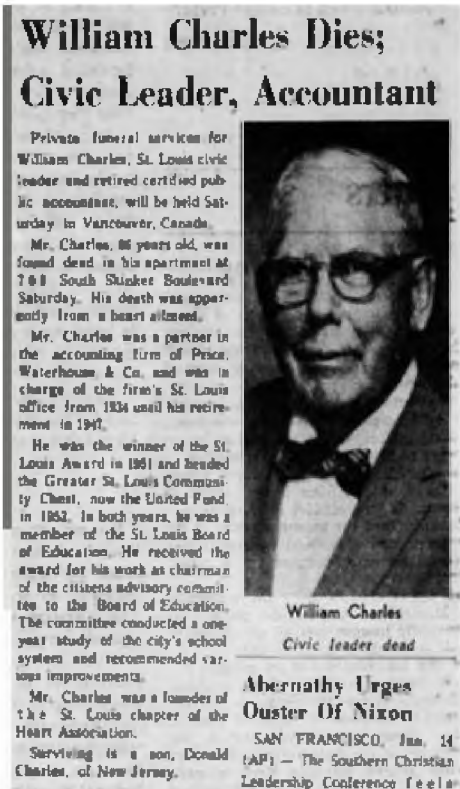 William Charles Dies;
Civic Leader, Accountant
Private funeral services for
William Charles, St. Louis civic
leader and retired certified pub-
lic accountant, will be held Sat-
urday in Vancouver, Canada.
Mr. Charles, 86 years old, was
found dead in his apartment at
South Skinker Boulevard
Saturday. His death was appar-
ently from a heart ailment.
Mr. Charles was a partner in
the accounting firm of Price,
Waterhouse & Co. and was in
charge of the firm's St. Louis
office from 1934 until his retire-
ment in 1947.
He was the winner of the St.
Louis Award in 1951 and headed
the Greater St. Louis Communi-
ty Chest, now the United Fund,
in 1952. In both years, he was a
member of the St. Louis Board
of Education. He received the
award for his work as chairman
of the citizens advisory commit-
tee to the Board of Education.
The committee conducted a one-
year study of the city's school
system and recommended var-
ious improvements.
Mr. Charles was a founder of
the St. Louis chapter of the
Heart Association.
Surviving is a son, Donald
Charles, of New Jersey.
William Charles
Civic leader dead
Abernathy Urges
Ouster Of Nixon
SAN FRANCISCO, Jan. 14
(AP) — The Southern Christian
Leadership Conference feels